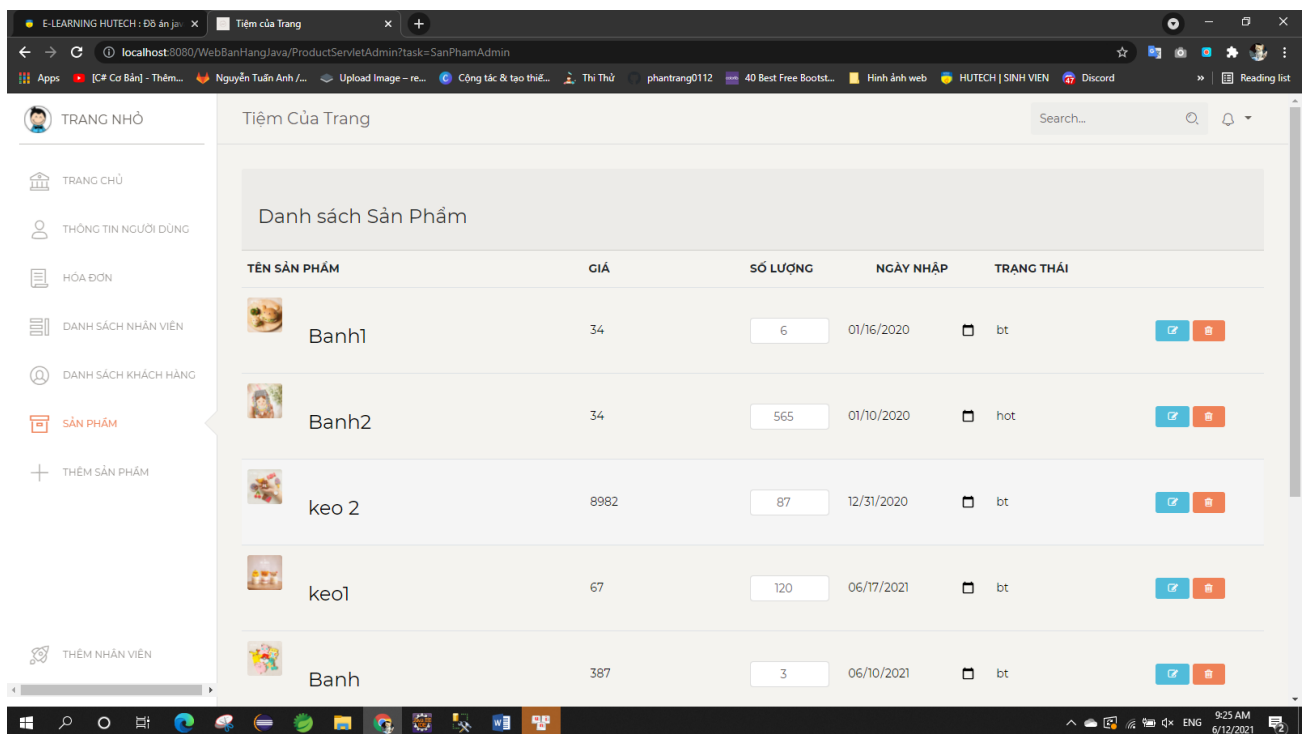 E-LEARNING HUTECH : Đồ án jav
Tiệm của Trang
localhost:8080/WebBanHangJava/ProductServletAdmin?task=SanPhamAdmin
Apps
[C# Cơ Bản] - Thêm...
Nguyễn Tuấn Anh /...
Upload Image – re...
Cộng tác & tạo thiế...
Thi Thử
phantrang0112
40 Best Free Bootst...
Hình ảnh web
HUTECH | SINH VIEN
47
Discord
»
Reading list
TRANG NHỎ
Tiệm Của Trang
Search...
TRANG CHỦ
THÔNG TIN NGƯỜI DÙNG
HÓA ĐƠN
DANH SÁCH NHÂN VIÊN
DANH SÁCH KHÁCH HÀNG
SẢN PHẨM
THÊM SẢN PHẨM
THÊM NHÂN VIÊN
Danh sách Sản Phẩm
TÊN SẢN PHẨM GIÁ SỐ LƯỢNG NGÀY NHẬP TRẠNG THÁI
Banh1 34 6 01/16/2020 bt
Banh2 34 565 01/10/2020 hot
keo 2 8982 87 12/31/2020 bt
keo1 67 120 06/17/2021 bt
Banh 387 3 06/10/2021 bt
ENG
9:25 AM
6/12/2021
2